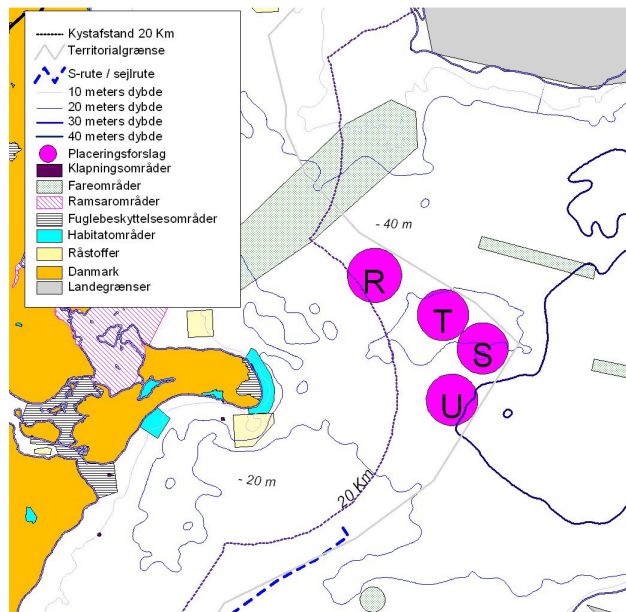 Kystafstand 20 Km
Territorialgrænse
S-rute / sejlrute
10 meters dybde
20 meters dybde
30 meters dybde
40 meters dybde
Placeringsforslag
Klapningsområder
Fareområder
Ramsarområder
Fuglebeskyttelsesområder
Habitatområder
Råstoffer
Danmark
Landegrænser
- 40 m
R
T
S
U
- 20 m
20 Km